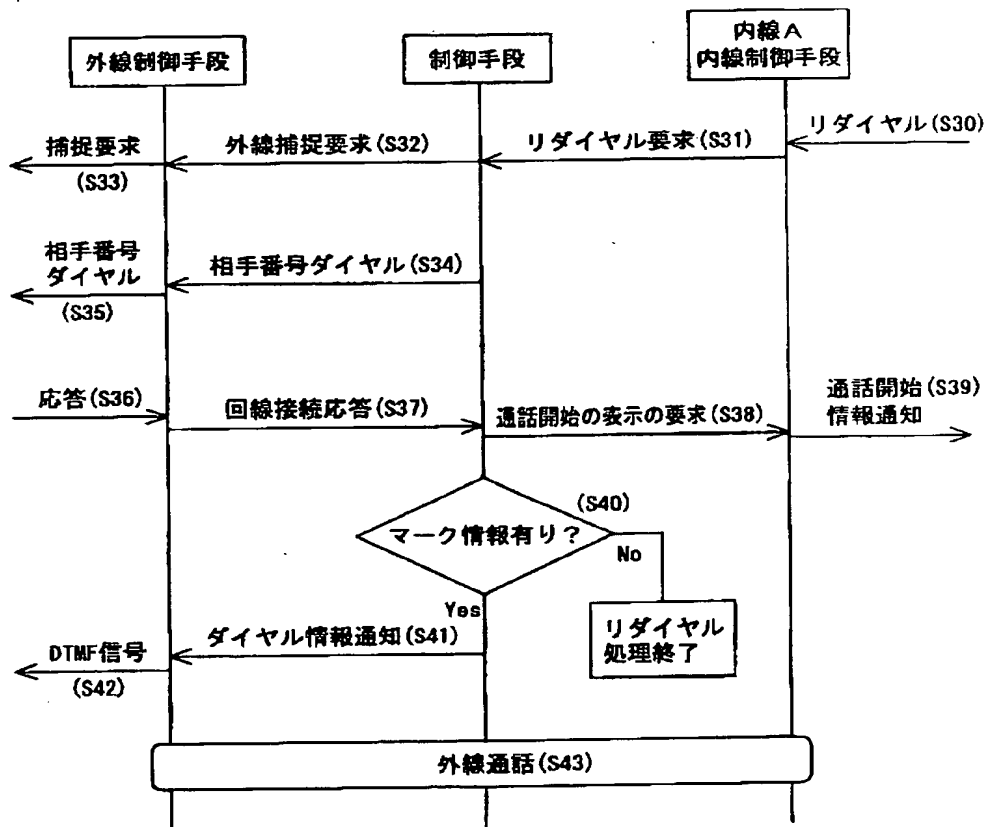 外線制御手段
制御手段
内線A
内線制御手段
リダイヤル(S30)
捕捉要求
(S33)
外線捕捉要求(S32)
リダイヤル要求(S31)
相手番号
ダイヤル
(S35)
相手番号ダイヤル(S34)
応答(S36)
回線接続応答(S37)
通話開始の表示の要求(S38)
通話開始(S39)
情報通知
(S40)
マーク情報有り?
No
Yes
リダイヤル
処理終了
ダイヤル情報通知(S41)
DTMF信号
(S42)
外線通話(S43)